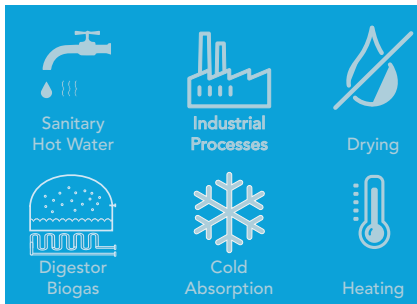 Sanitary
Hot Water
Industrial
Processes
Drying
Digestor
Biogas
Cold
Absorption
Heating